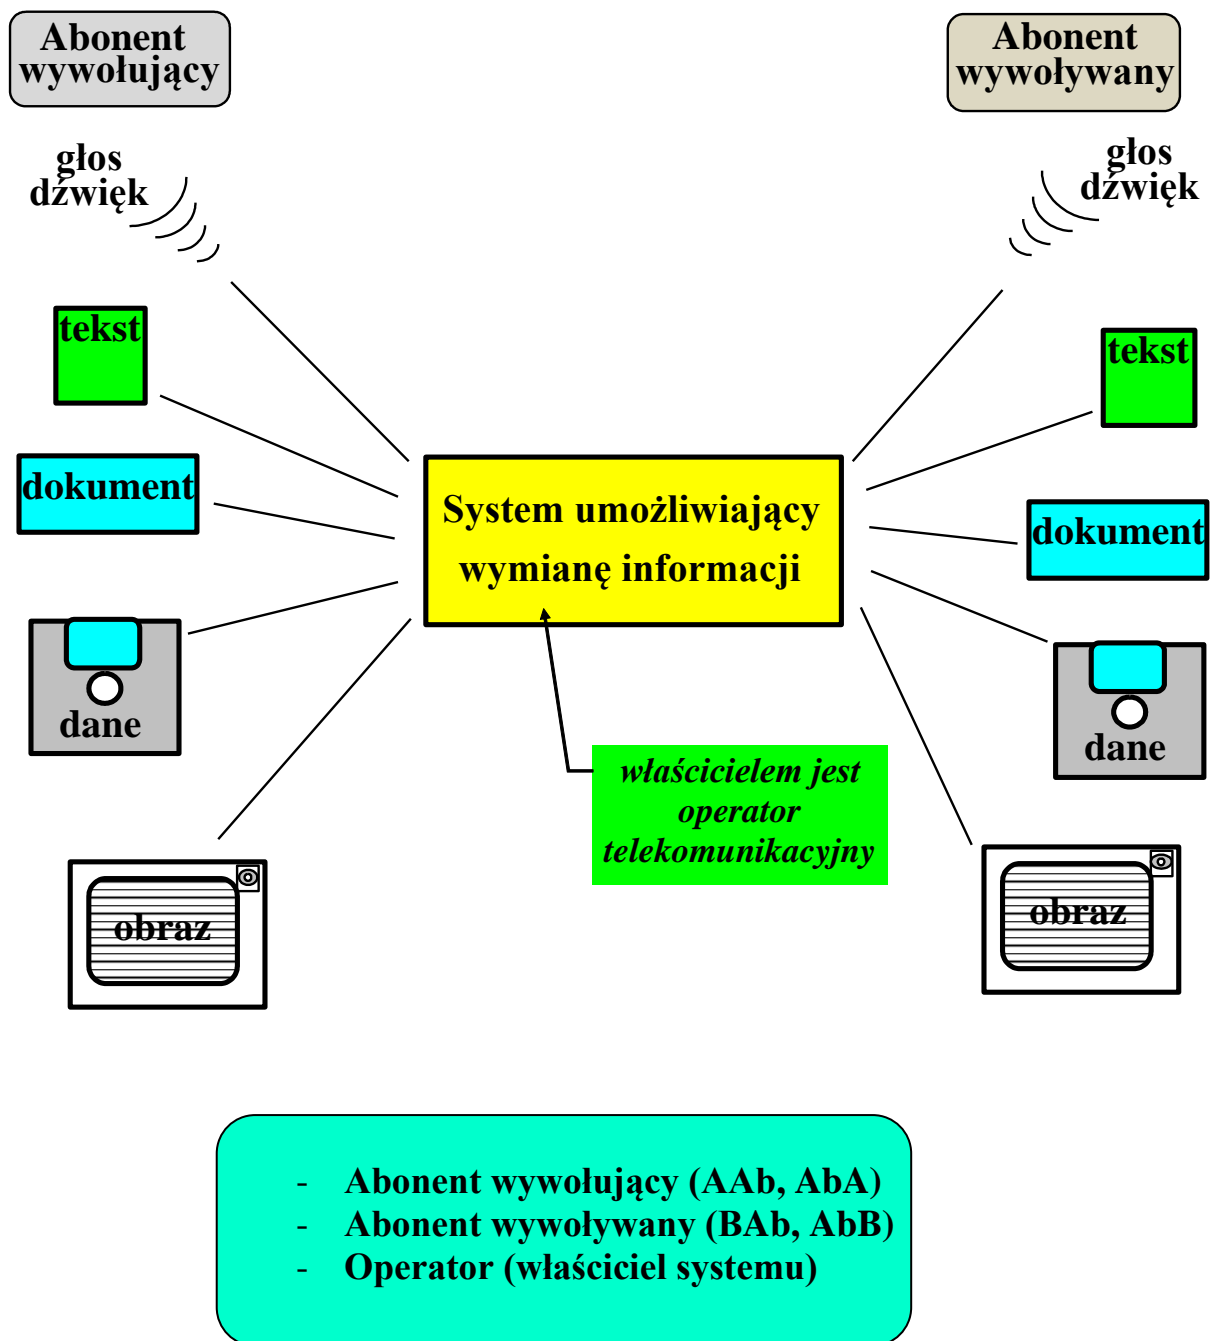 Abonent
wywołujący
Abonent
wywoływany
głos
dźwięk
głos
dźwięk
tekst
tekst
dokument
dokument
System umożliwiający
wymianę informacji
dane
dane
właścicielem jest
operator
telekomunikacyjny
obraz
obraz
- Abonent wywołujący (AAb, AbA)
- Abonent wywoływany (BAb, AbB)
- Operator (właściciel systemu)